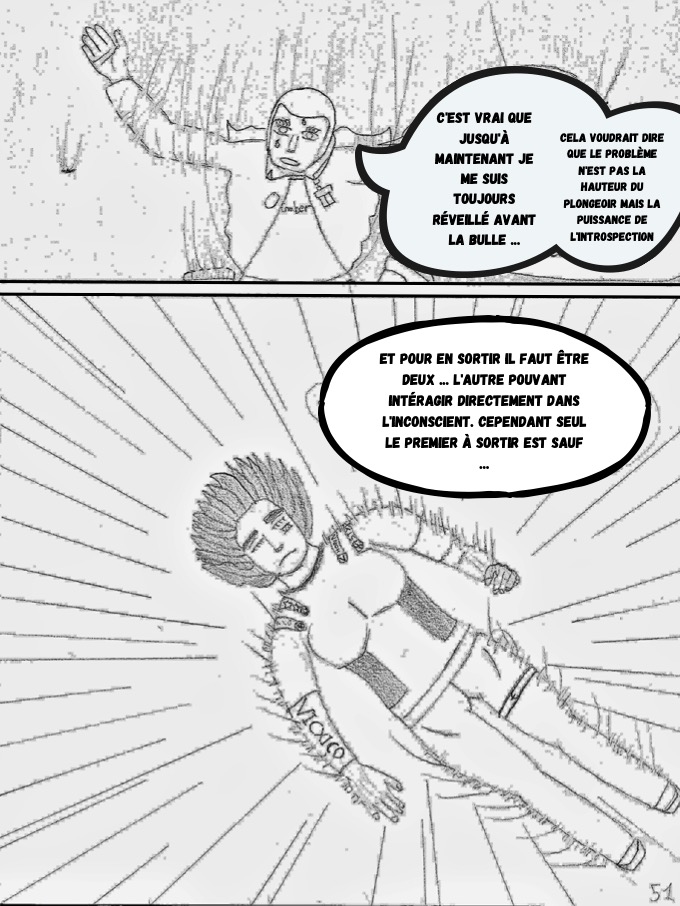 C'EST VRAI QUE
JUSQU'À
MAINTENANT JE
ME SUIS
TOUJOURS
RÉVEILLÉ AVANT
LA BULLE ...
CELA VOUDRAIT DIRE
QUE LE PROBLÈME
N'EST PAS LA
HAUTEUR DU
PLONGEOIR MAIS LA
PUISSANCE DE
L'INTROSPECTION
ET POUR EN SORTIR IL FAUT ÊTRE
DEUX ... L'AUTRE POUVANT
INTÉRAGIR DIRECTEMENT DANS
L'INCONSCIENT. CEPENDANT SEUL
LE PREMIER À SORTIR EST SAUF
...
51